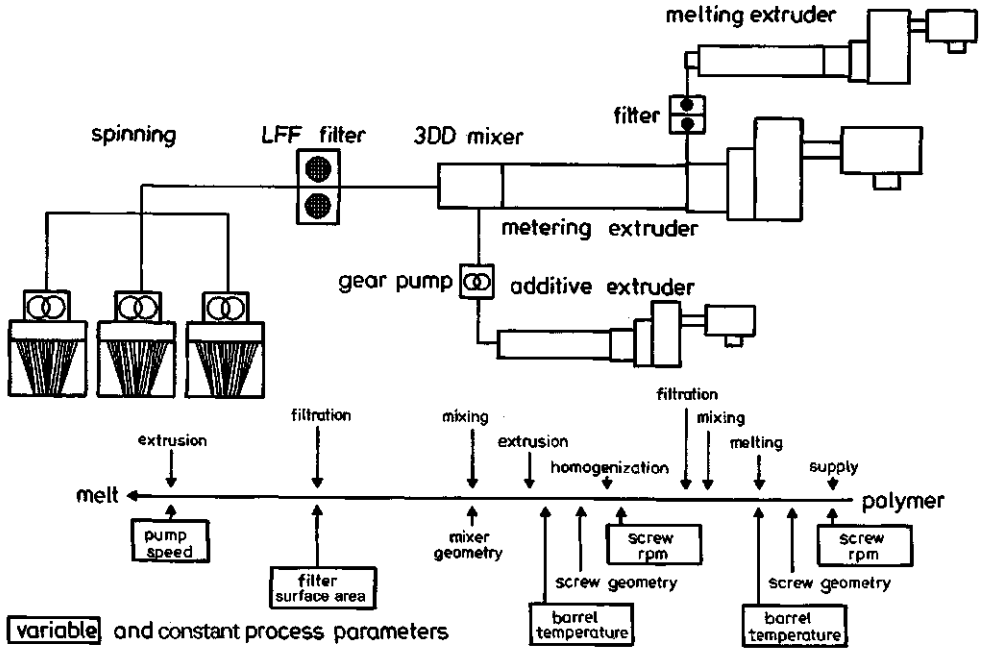 melting extruder
filter
spinning
LFF filter
3DD mixer
metering extruder
gear pump
additive extruder
filtration
filtration
mixing
mixing
extrusion
extrusion
melting
homogenization
supply
melt
polymer
pump
speed
mixer
geometry
screw
rpm
screw
rpm
filter
surface area
screw geometry
screw geometry
barrel
temperature
barrel
temperature
variable and constant process parameters